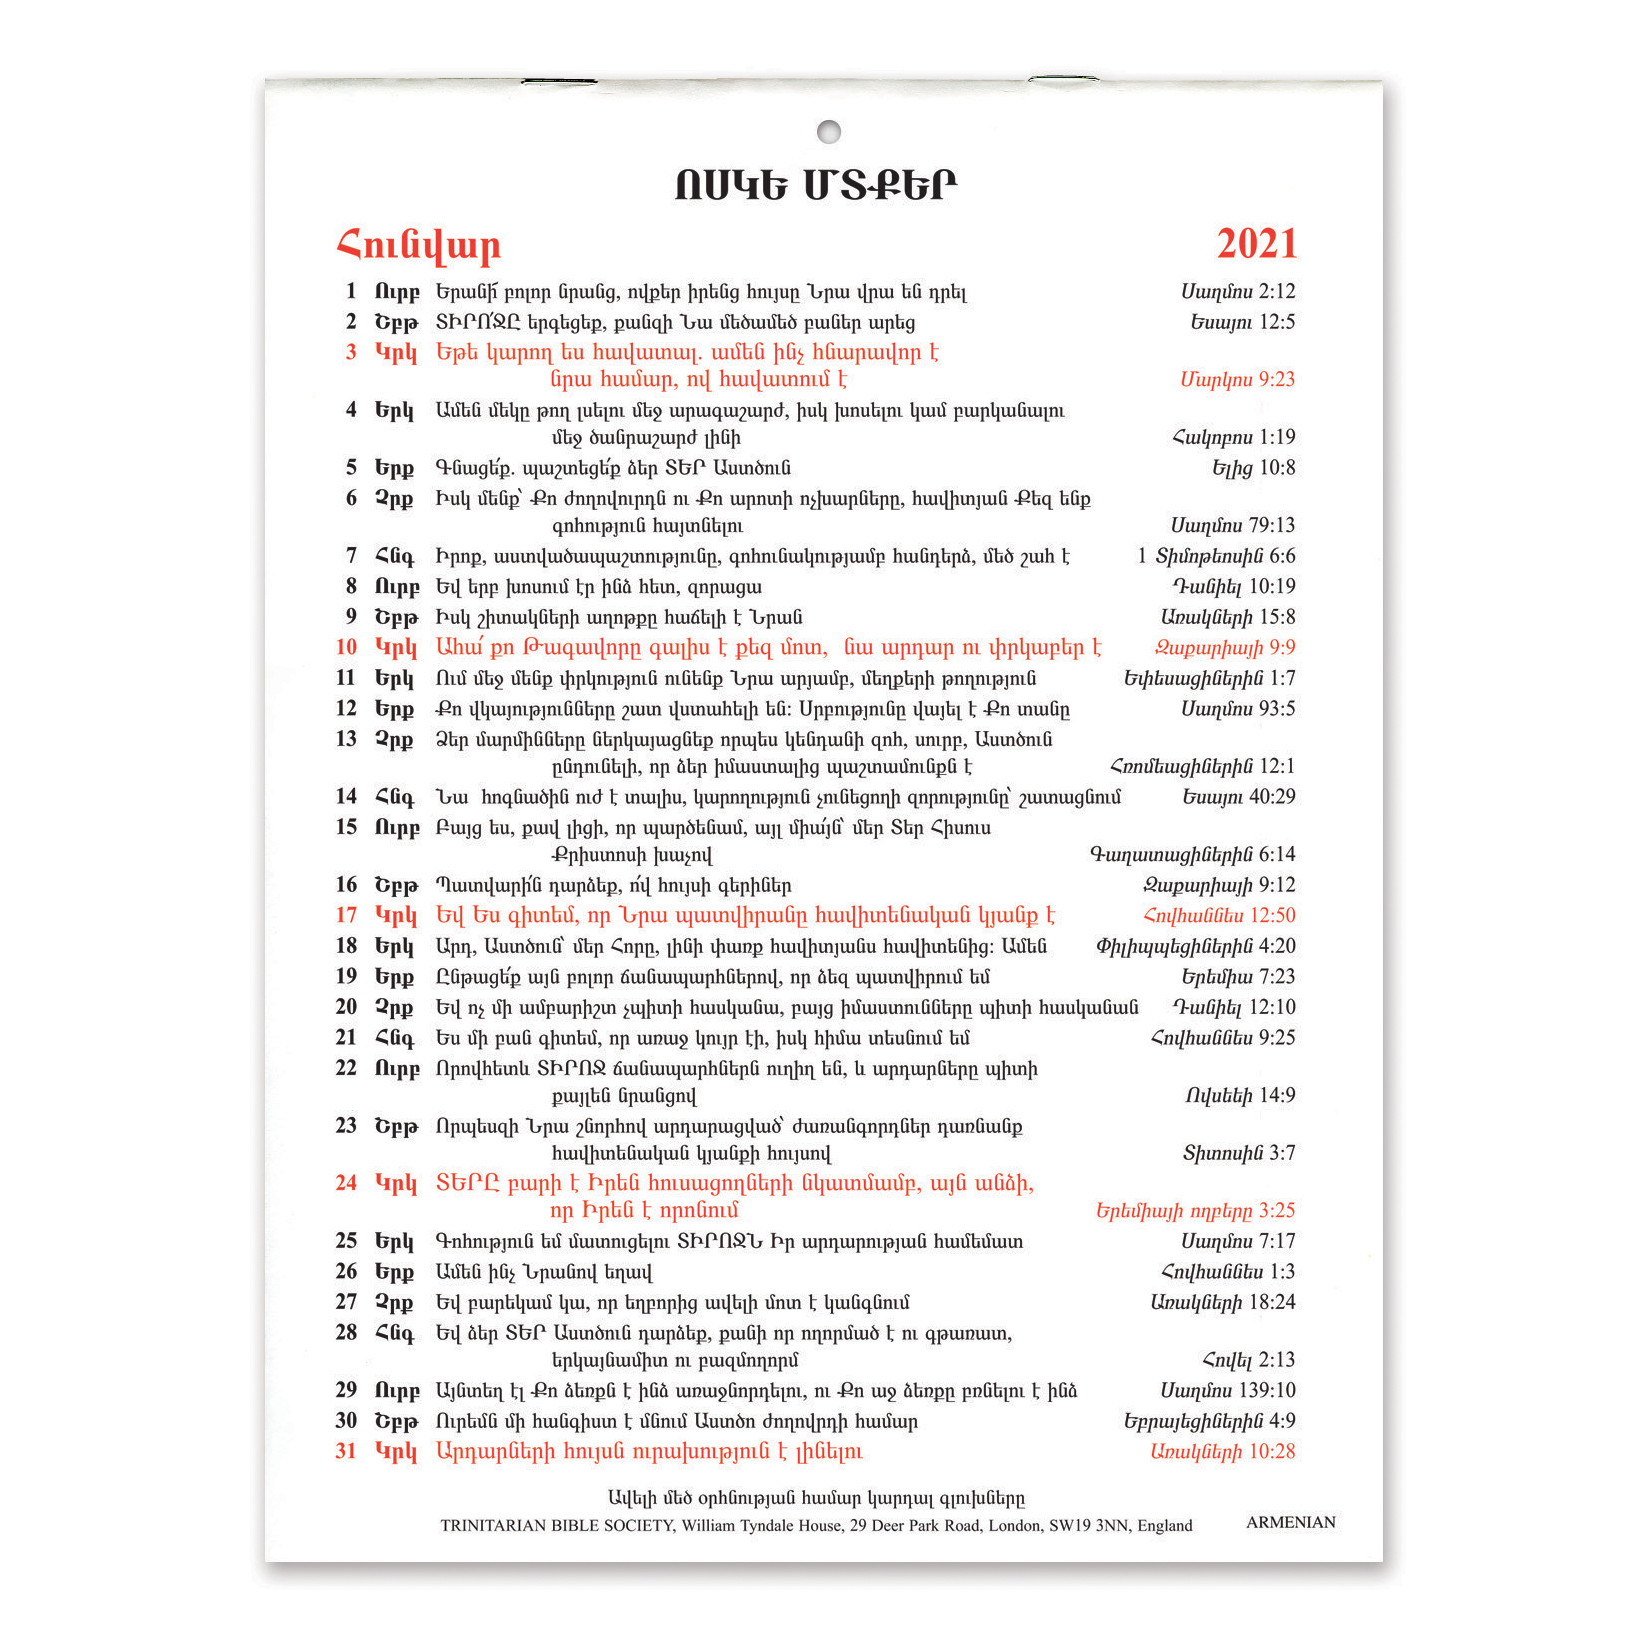 ՈՍԿԵ ՄՏՔԵՐ
Հունվար 2021
1 Ուրբ Երանի՜ բոլոր նրանց, ովքեր իրենց հույսը Նրա վրա են դրել Սաղմոս 2:12
2 Շբթ ՏԻՐՈ՛ՋԸ երգեցեք, քանզի Նա մեծամեծ բաներ արեց Եսայու 12:5
3 Կրկ Եթե կարող ես հավատալ. ամեն ինչ հնարավոր է
նրա համար, ով հավատում է Մարկոս 9:23
4 Երկ Ամեն մեկը թող լսելու մեջ արագաշարժ, իսկ խոսելու կամ բարկանալու
մեջ ծանրաշարժ լինի Հակոբոս 1:19
5 Երք Գնացե՛ք. պաշտեցե՛ք ձեր ՏԵՐ Աստծուն Ելից 10:8
6 Չրք Իսկ մենք՝ Քո ժողովուրդն ու Քո արոտի ոչխարները, հավիտյան Քեզ ենք
գոհություն հայտնելու Սաղմոս 79:13
7 Հնգ Իրոք, աստվածապաշտությունը, գոհունակությամբ հանդերձ, մեծ շահ է 1 Տիմոթեոսին 6:6
8 Ուրբ Եվ երբ խոսում էր ինձ հետ, զորացա Դանիել 10:19
9 Շբթ Իսկ շիտակների աղոթքը հաճելի է Նրան Առակների 15:8
10 Կրկ Ահա՛ քո Թագավորը գալիս է քեզ մոտ, նա արդար ու փրկաբեր է Զաքարիայի 9:9
11 Երկ Ում մեջ մենք փրկություն ունենք Նրա արյամբ, մեղքերի թողություն Եփեսացիներին 1:7
12 Երք Քո վկայությունները շատ վստահելի են: Սրբությունը վայել է Քո տանը Սաղմոս 93:5
13 Չրք Ձեր մարմինները ներկայացնեք որպես կենդանի զոհ, սուրբ, Աստծուն
ընդունելի, որ ձեր իմաստալից պաշտամունքն է Հռոմեացիներին 12:1
14 Հնգ Նա հոգնածին ուժ է տալիս, կարողություն չունեցողի զորությունը՝ շատացնում Եսայու 40:29
15 Ուրբ Բայց ես, քավ լիցի, որ պարծենամ, այլ միա՛յն՝ մեր Տեր Հիսուս
Քրիստոսի խաչով Գաղատացիներին 6:14
16 Շբթ Պատվարի՛ն դարձեք, ո՛վ հույսի գերիներ Զաքարիայի 9:12
17 Կրկ Եվ Ես գիտեմ, որ Նրա պատվիրանը հավիտենական կյանք է Հովհաննես 12:50
18 Երկ Արդ, Աստծուն՝ մեր Հորը, լինի փառք հավիտյանս հավիտենից: Ամեն Փիլիպպեցիներին 4:20
19 Երք Ընթացե՛ք այն բոլոր ճանապարհներով, որ ձեզ պատվիրում եմ Երեմիա 7:23
20 Չրք Եվ ոչ մի ամբարիշտ չպիտի հասկանա, բայց իմաստունները պիտի հասկանան Դանիել 12:10
21 Հնգ Ես մի բան գիտեմ, որ առաջ կույր էի, իսկ հիմա տեսնում եմ Հովհաննես 9:25
22 Ուրբ Որովհետև ՏԻՐՈՋ ճանապարհներն ուղիղ են, և արդարները պիտի
քայլեն նրանցով Ովսեեի 14:9
23 Շբթ Որպեսզի Նրա շնորհով արդարացված՝ ժառանգորդներ դառնանք
հավիտենական կյանքի հույսով Տիտոսին 3:7
24 Կրկ ՏԵՐԸ բարի է Իրեն հուսացողների նկատմամբ, այն անձի,
որ Իրեն է որոնում Երեմիայի ողբերը 3:25
25 Երկ Գոհություն եմ մատուցելու ՏԻՐՈՋՆ Իր արդարության համեմատ Սաղմոս 7:17
26 Երք Ամեն ինչ Նրանով եղավ Հովհաննես 1:3
27 Չրք Եվ բարեկամ կա, որ եղբորից ավելի մոտ է կանգնում Առակների 18:24
28 Հնգ Եվ ձեր ՏԵՐ Աստծուն դարձեք, քանի որ ողորմած է ու գթառատ,
երկայնամիտ ու բազմողորմ Հովել 2:13
29 Ուրբ Այնտեղ էլ Քո ձեռքն է ինձ առաջնորդելու, ու Քո աջ ձեռքը բռնելու է ինձ Սաղմոս 139:10
30 Շբթ Ուրեմն մի հանգիստ է մնում Աստծո ժողովրդի համար Եբրայեցիներին 4:9
31 Կրկ Արդարների հույսն ուրախություն է լինելու Առակների 10:28
Ավելի մեծ օրհնության համար կարդալ գլուխները
TRINITARIAN BIBLE SOCIETY, William Tyndale House, 29 Deer Park Road, London, SW19 3NN, England ARMENIAN